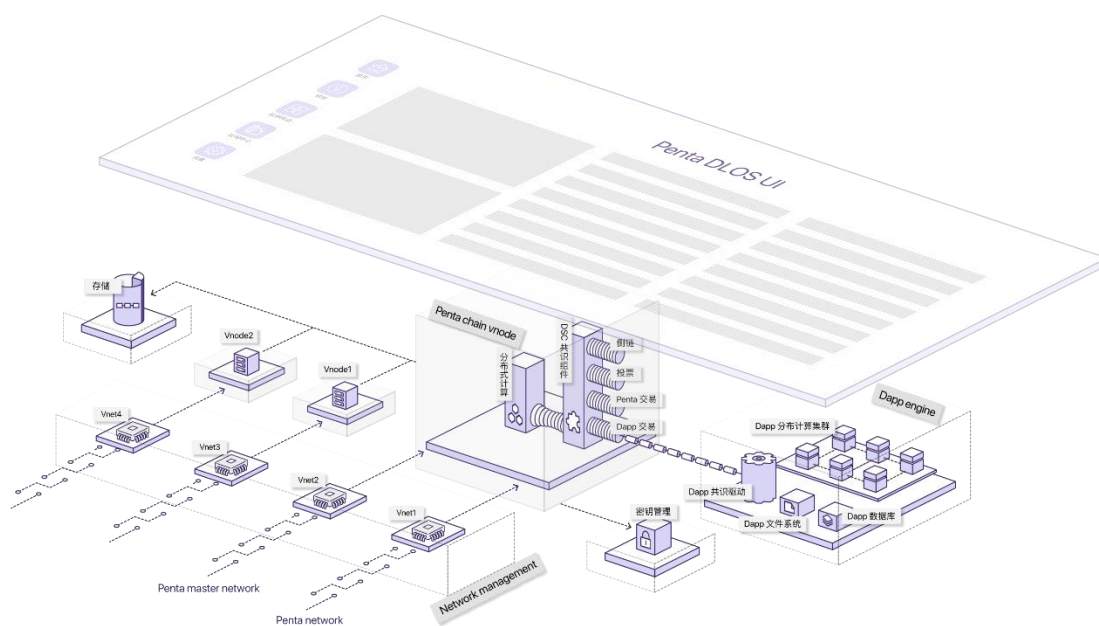 Penta DLOS UI
存储
Vnode2
Vnode1
Vnet4
Vnet3
Vnet2
Vnet1
Penta chain vnode
分布式计算
DSC 共识组件
侧链
投票
Penta 交易
Dapp 交易
Dapp engine
Dapp 分布计算集群
Dapp 共识驱动
Dapp 文件系统
Dapp 数据库
密钥管理
Network management
Penta master network
Penta network